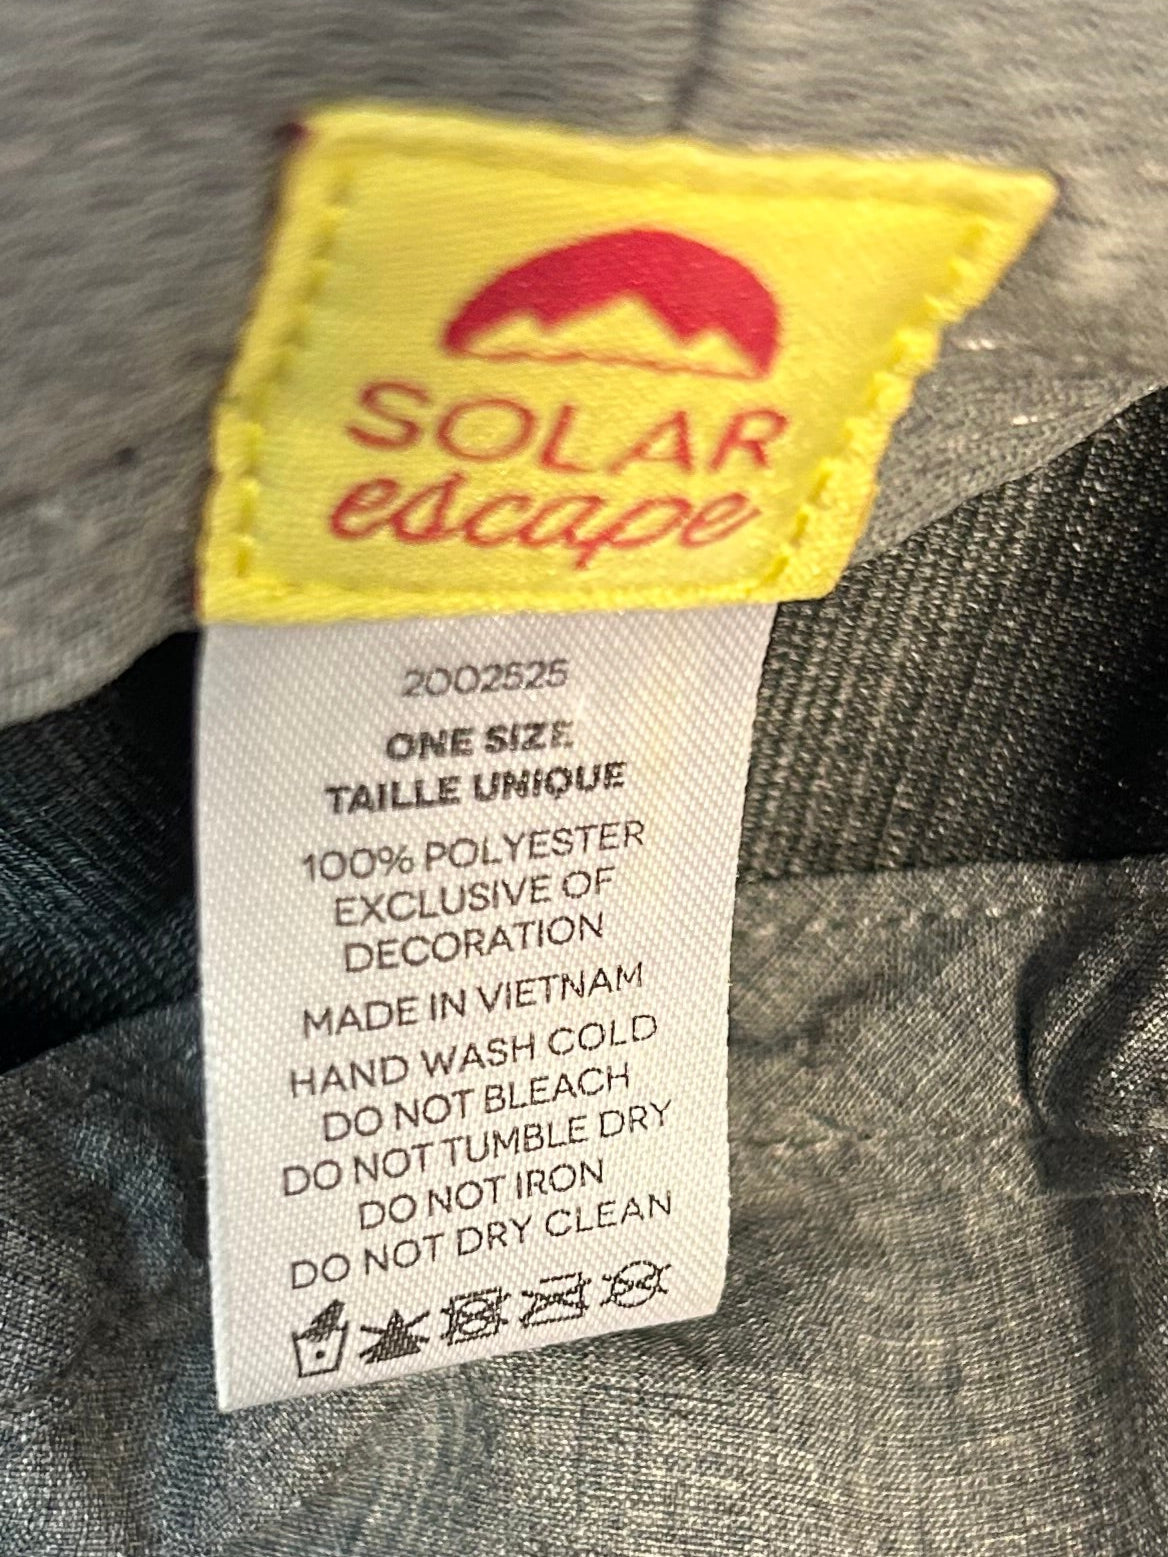 SOLAR
escape
2002525
ONE SIZE
TAILLE UNIQUE
100% POLYESTER
EXCLUSIVE OF
DECORATION
MADE IN VIETNAM
HAND WASH COLD
DO NOT BLEACH
DO NOT TUMBLE DRY
DO NOT IRON
DO NOT DRY CLEAN